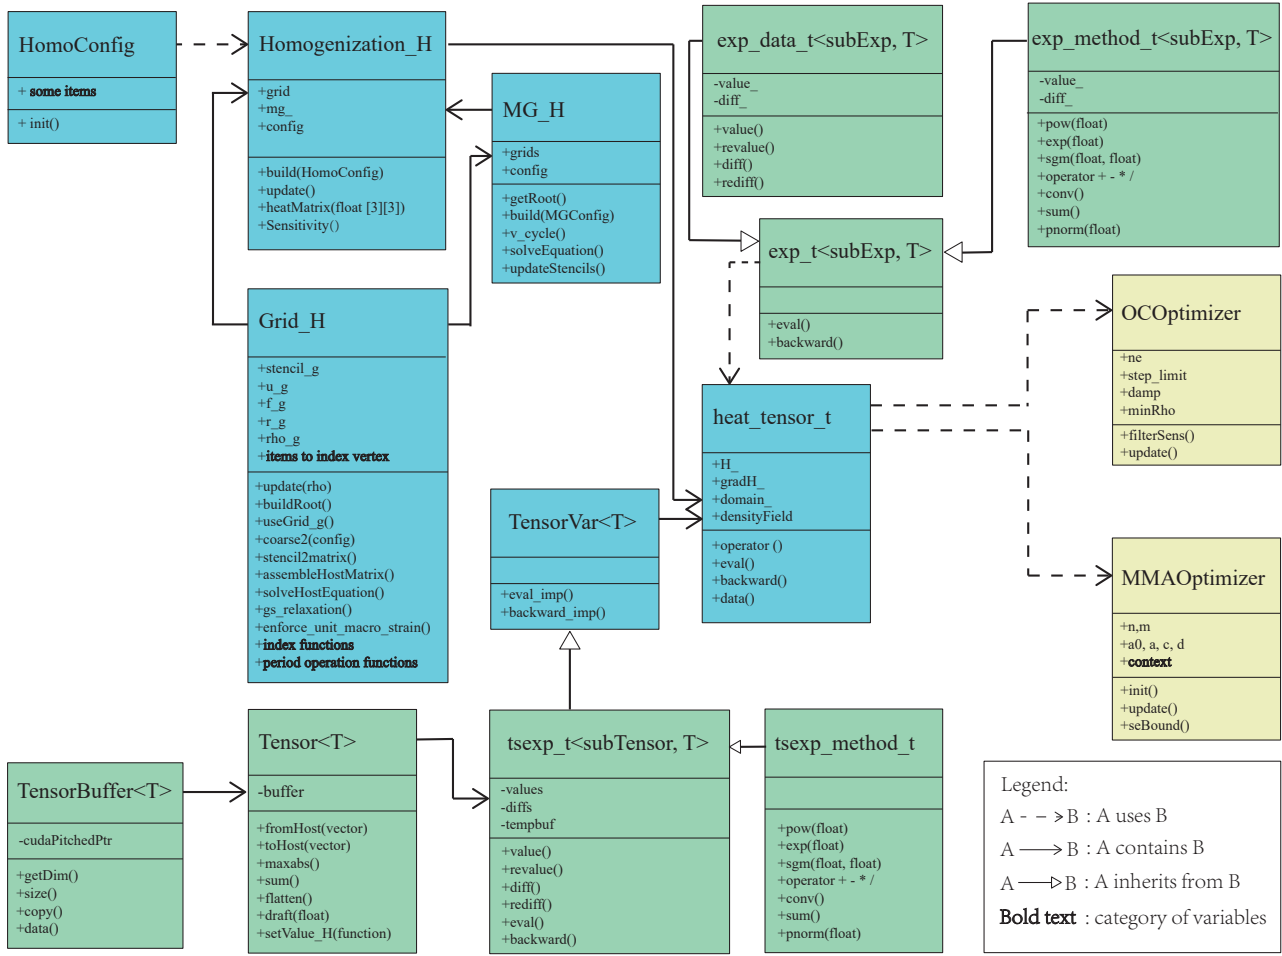 HomoConfig
+ some items
+ init()
Homogenization_H
+grid
+mg_
+config
+build(HomoConfig)
+update()
+heatMatrix(float [3][3])
+Sensitivity()
MG_H
+grids
+config
+getRoot()
+build(MGConfig)
+v_cycle()
+solveEquation()
+updateStencils()
exp_data_t<subExp, T>
-value_
-diff_
+value()
+revalue()
+diff()
+rediff()
exp_method_t<subExp, T>
-value_
-diff_
+pow(float)
+exp(float)
+sgm(float, float)
+operator + - * /
+conv()
+sum()
+pnorm(float)
exp_t<subExp, T>
+eval()
+backward()
Grid_H
+stencil_g
+u_g
+f_g
+r_g
+rho_g
+items to index vertex
+update(rho)
+buildRoot()
+useGrid_g()
+coarse2(config)
+stencil2matrix()
+assembleHostMatrix()
+solveHostEquation()
+gs_relaxation()
+enforce_unit_macro_strain()
+index functions
+period operation functions
heat_tensor_t
+H_
+gradH_
+domain_
+densityField
+operator ()
+eval()
+backward()
+data()
OCOptimizer
+ne
+step_limit
+damp
+minRho
+filterSens()
+update()
TensorVar<T>
+eval_imp()
+backward_imp()
MMAOptimizer
+n,m
+a0, a, c, d
+context
+init()
+update()
+seBound()
TensorBuffer<T>
-cudaPitchedPtr
+getDim()
+size()
+copy()
+data()
Tensor<T>
-buffer
+fromHost(vector)
+toHost(vector)
+maxabs()
+sum()
+flatten()
+draft(float)
+setValue_H(function)
tsexp_t<subTensor, T>
-values
-diffs
-tempbuf
+value()
+revalue()
+diff()
+rediff()
+eval()
+backward()
tsexp_method_t
+pow(float)
+exp(float)
+sgm(float, float)
+operator + - * /
+conv()
+sum()
+pnorm(float)
Legend:
A B : A uses B
A B : A contains B
A B : A inherits from B
Bold text : category of variables